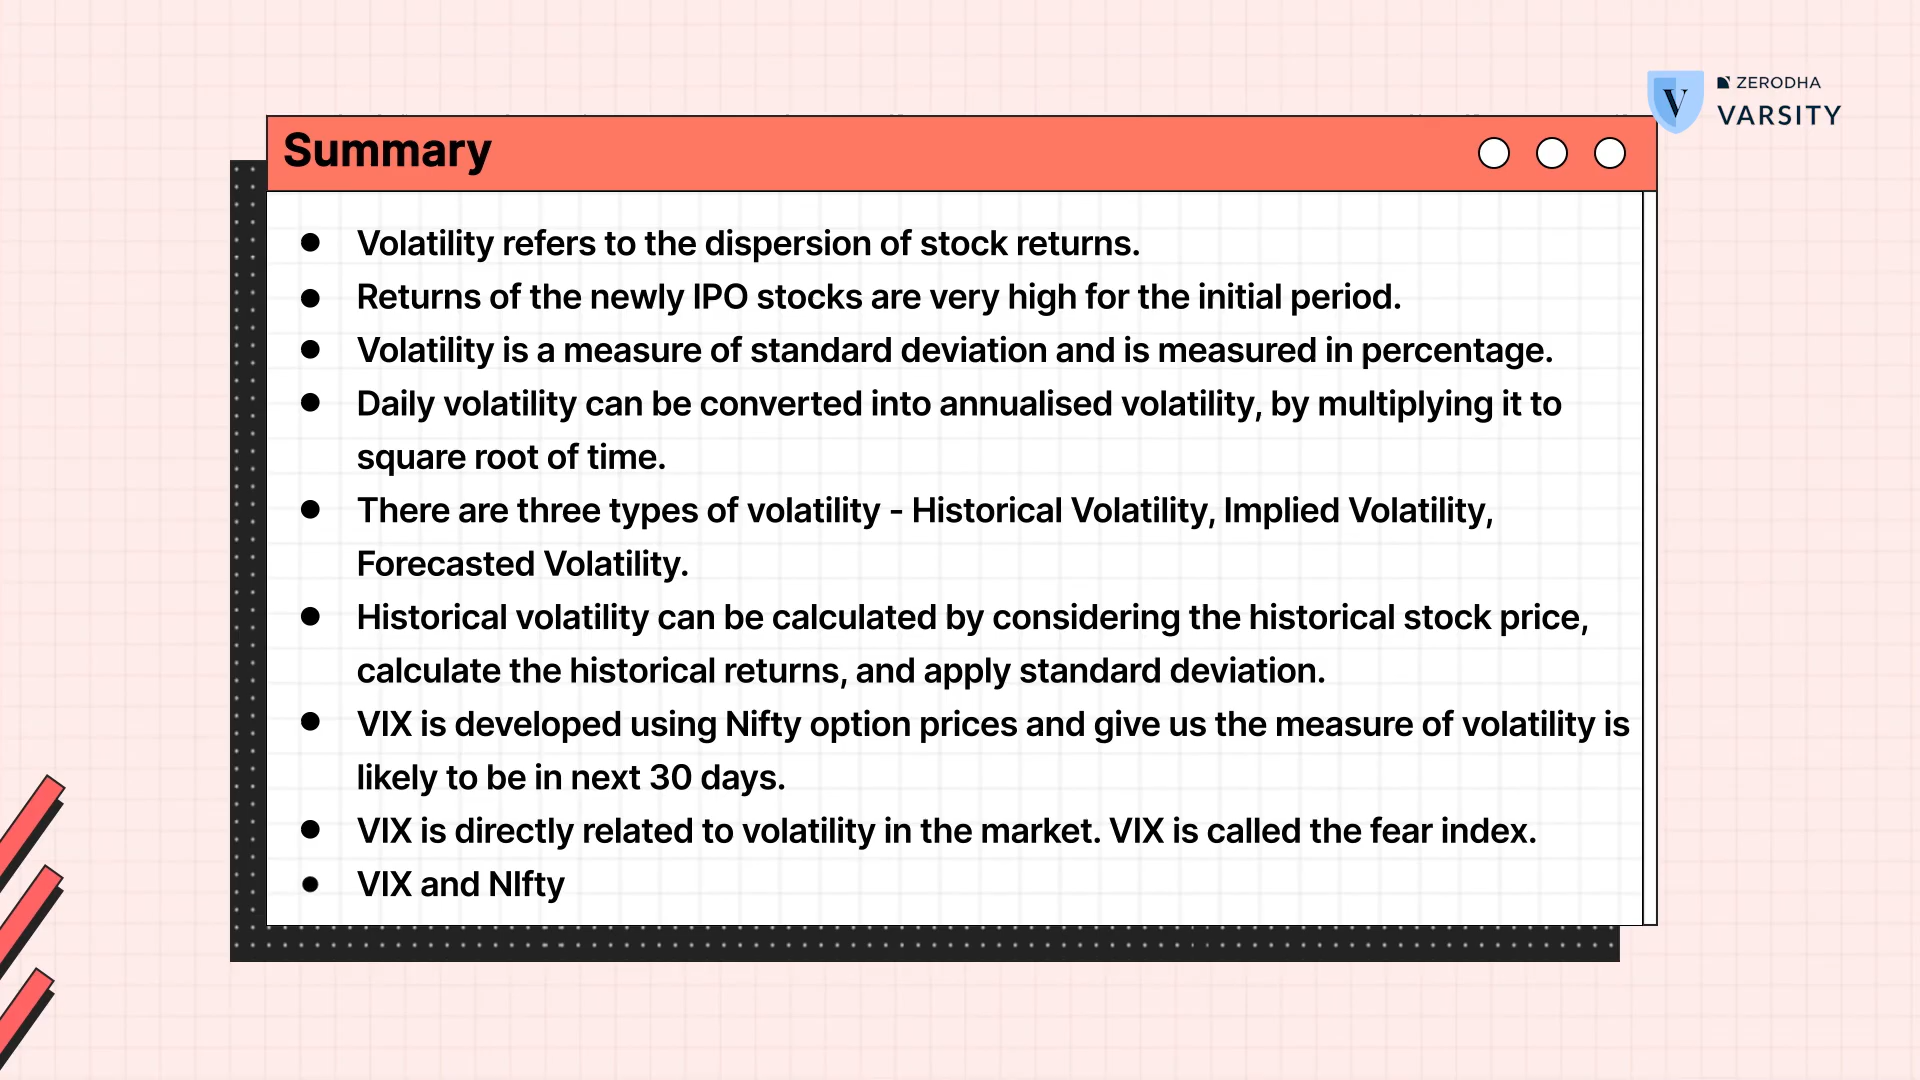 ZERODHA
VARSITY
Summary
● Volatility refers to the dispersion of stock returns.
● Returns of the newly IPO stocks are very high for the initial period.
● Volatility is a measure of standard deviation and is measured in percentage.
● Daily volatility can be converted into annualised volatility, by multiplying it to
square root of time.
● There are three types of volatility - Historical Volatility, Implied Volatility,
Forecasted Volatility.
● Historical volatility can be calculated by considering the historical stock price,
calculate the historical returns, and apply standard deviation.
● VIX is developed using Nifty option prices and give us the measure of volatility is
likely to be in next 30 days.
● VIX is directly related to volatility in the market. VIX is called the fear index.
● VIX and NIfty